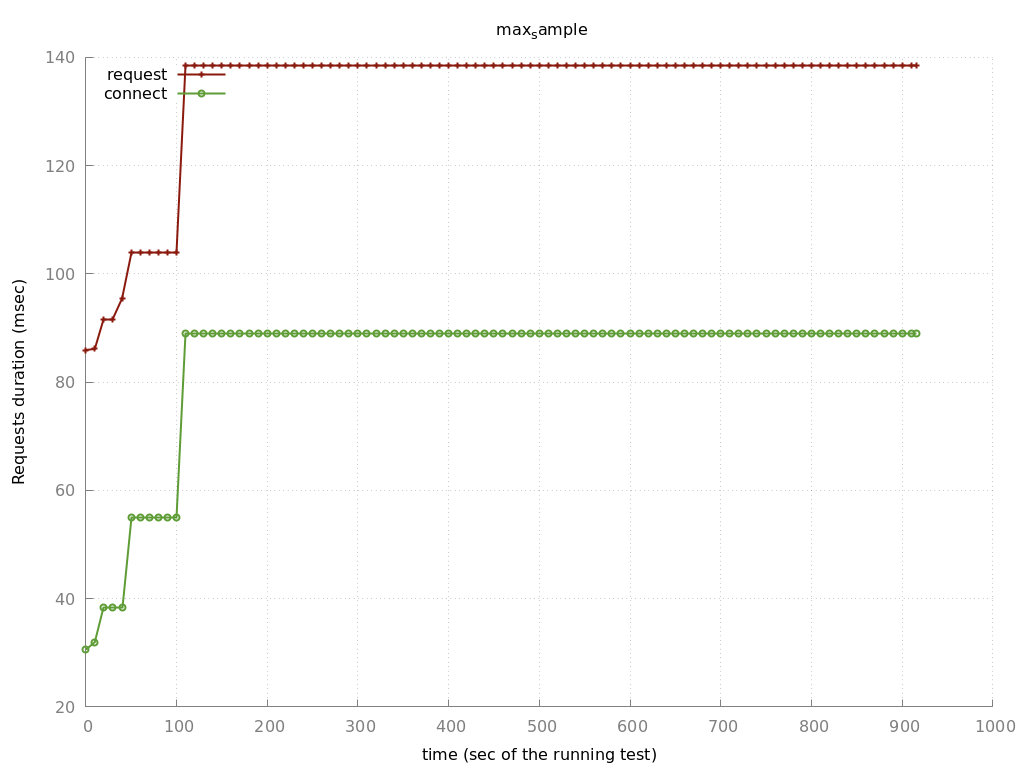 max_sample
140
120
100
80
60
40
20
request
connect
Requests duration (msec)
0 100 200 300 400 500 600 700 800 900 1000
time (sec of the running test)